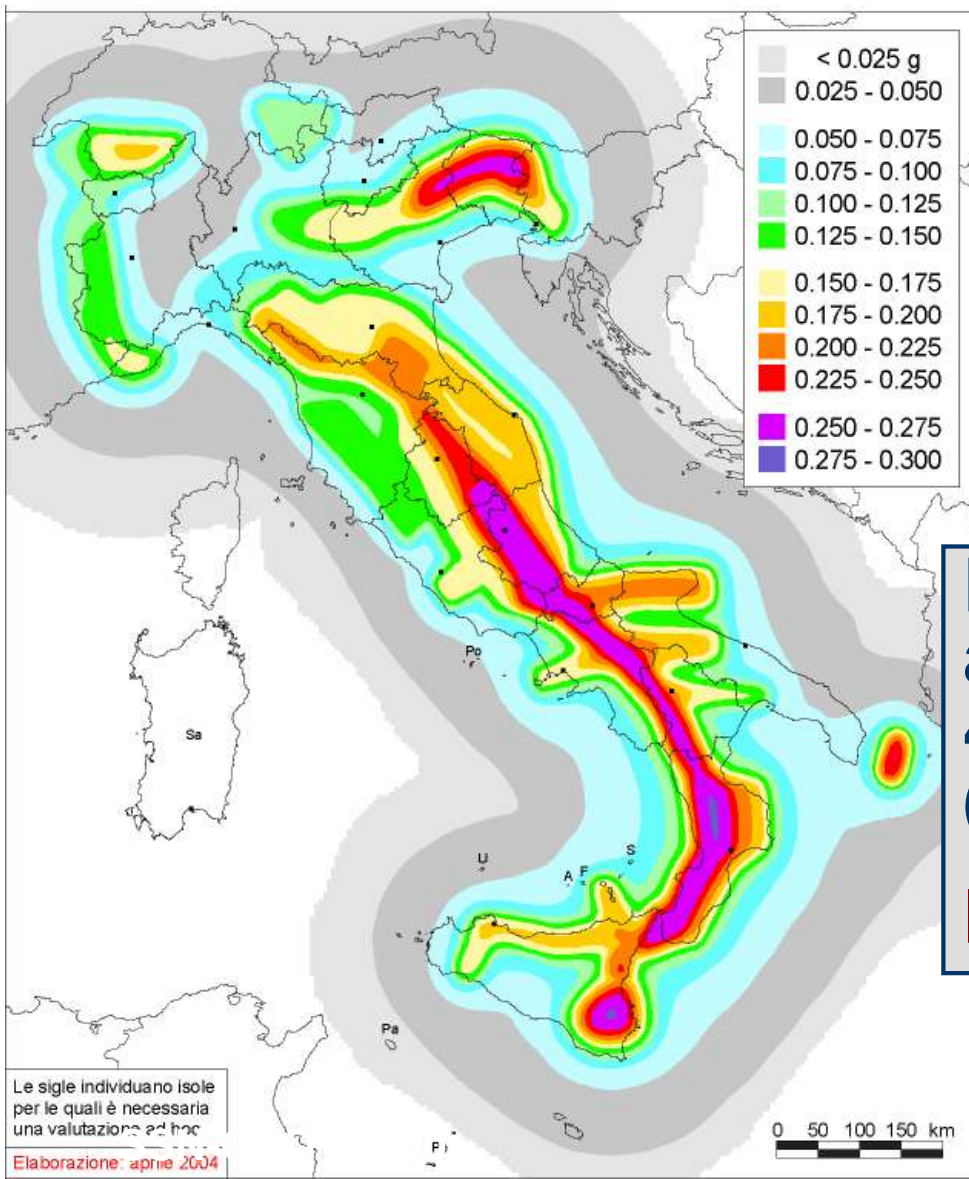 < 0.025 g
0.025 - 0.050
0.050 - 0.075
0.075 - 0.100
0.100 - 0.125
0.125 - 0.150
0.150 - 0.175
0.175 - 0.200
0.200 - 0.225
0.225 - 0.250
0.250 - 0.275
0.275 - 0.300
Po
Sa
S
U
A F
Pa
Le sigle individuano isole
per le quali è necessaria
una valutazione ad hoc
Elaborazione: aprile 2004
0 50 100 150 km